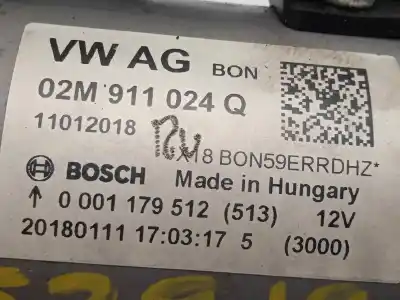 VW AG BON
02M 911 024 Q
11012018 8 BON59ERRDHZ*
BOSCH Made in Hungary
↑ 0 001 179 512 (513) 12V
20180111 17:03:17 5 (3000)